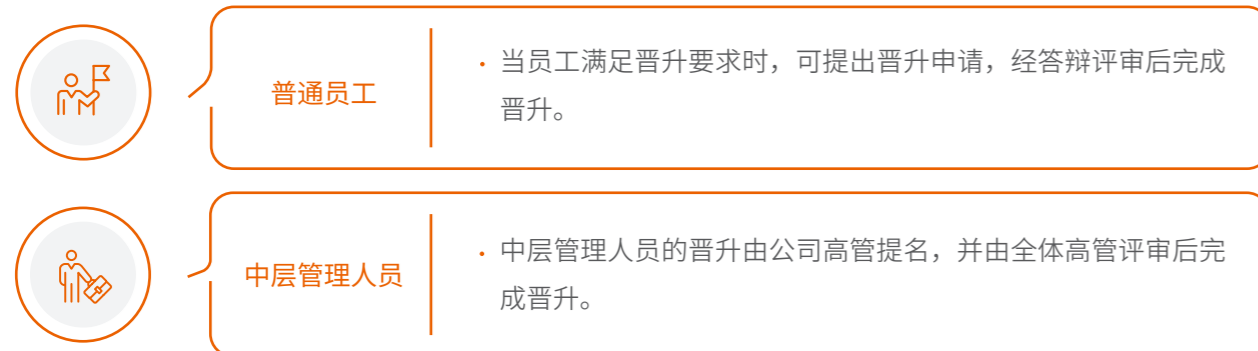 普通员工
· 当员工满足晋升要求时，可提出晋升申请，经答辩评审后完成
晋升。
中层管理人员
· 中层管理人员的晋升由公司高管提名，并由全体高管评审后完
成晋升。